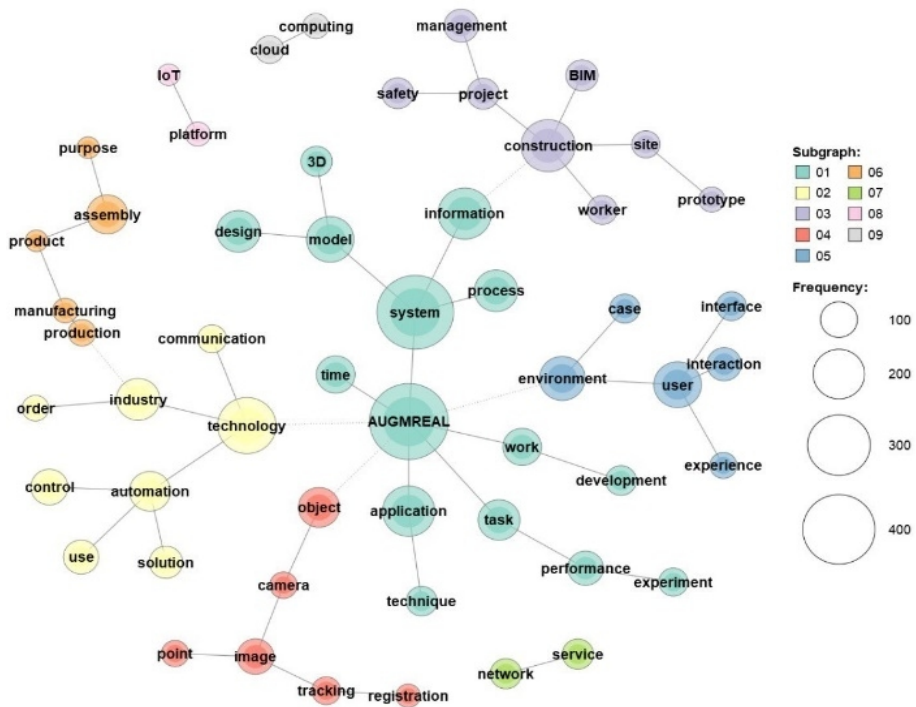 computing
cloud
management
IoT
BIM
safety
project
platform
purpose
construction
site
3D
assembly
information
worker
prototype
product
design
model
manufacturing
production
system
process
communication
case
interface
time
environment
interaction
user
order
industry
technology
AUGMREAL
work
experience
control
automation
object
application
task
development
use
solution
camera
technique
performance
experiment
point
image
network
service
tracking
registration
Subgraph:
01 06
02 07
03 08
04 09
05
Frequency:
100
200
300
400